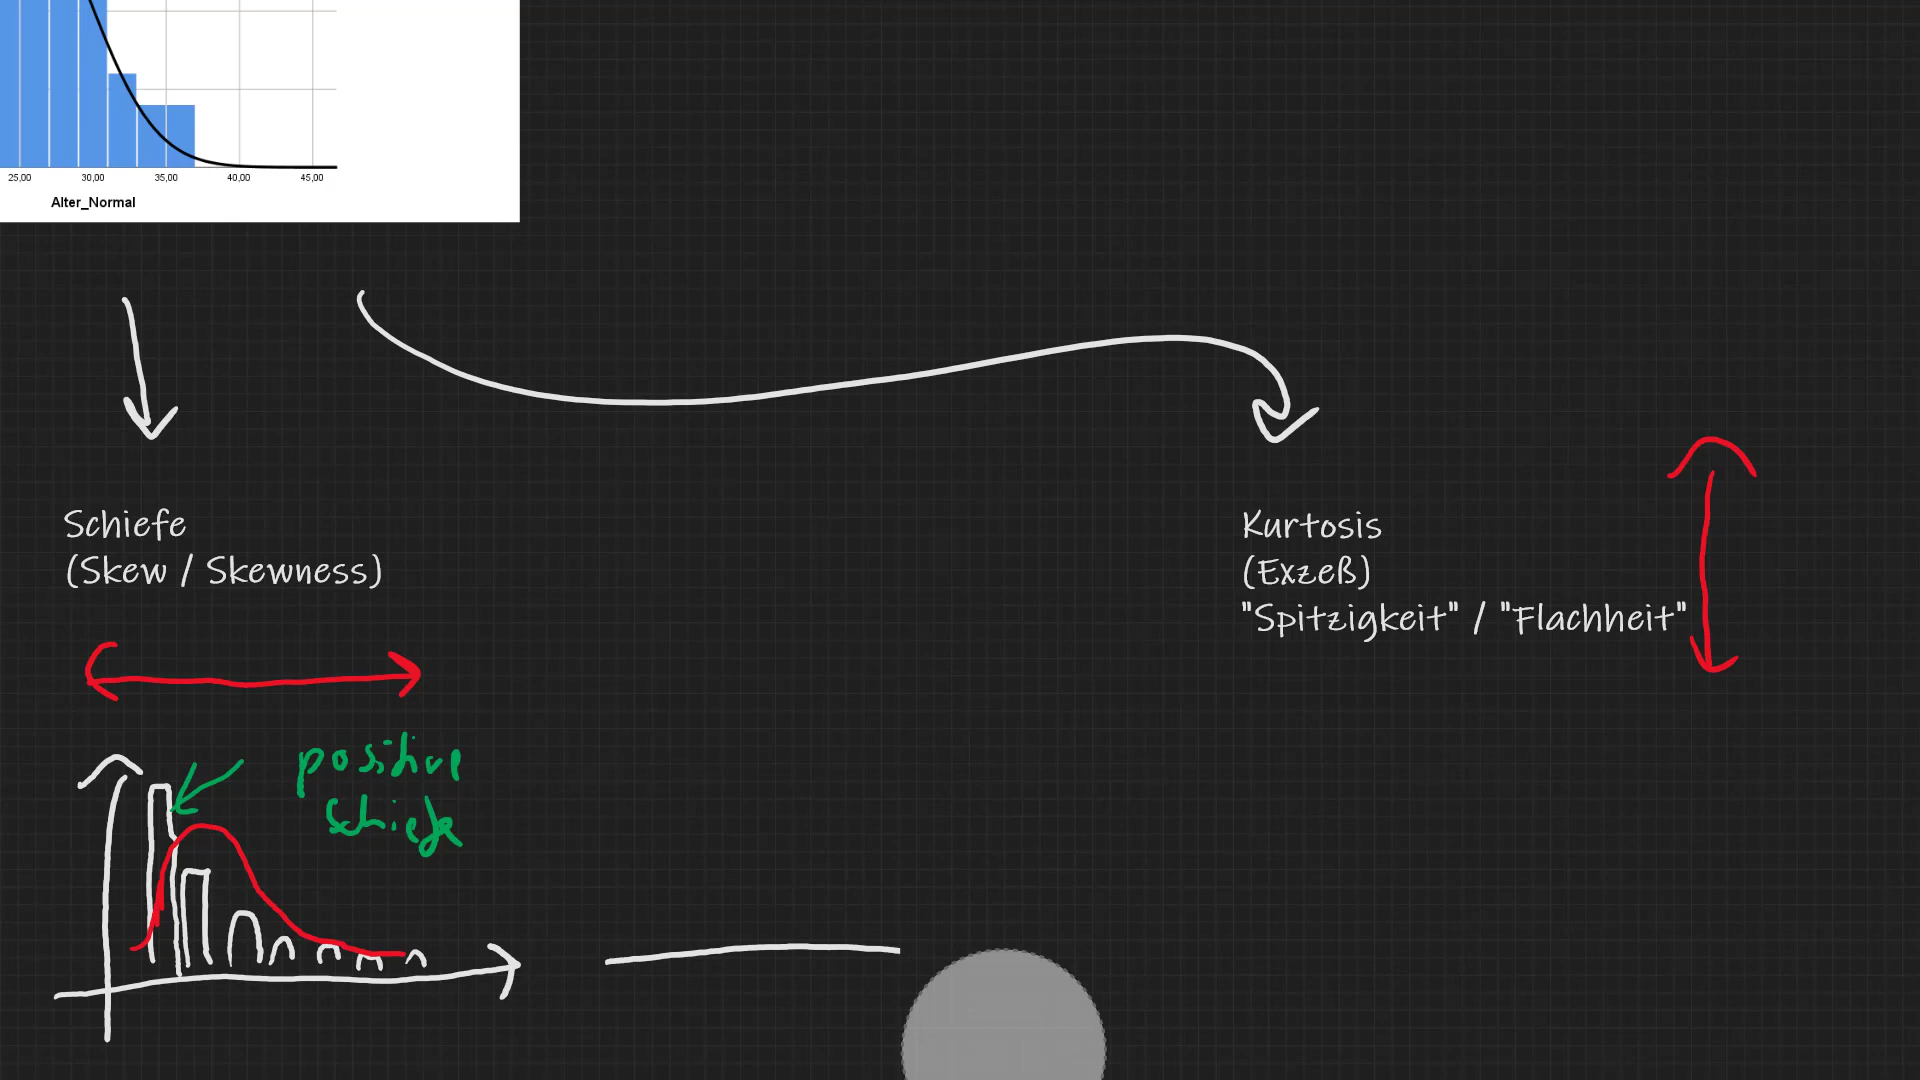 25,00 30,00 35,00 40,00 45,00
Alter_Normal
Schiefe
(Skew / Skewness)
Kurtosis
(Exzeß)
"Spitzigkeit" / "Flachheit"
positive
schiefe